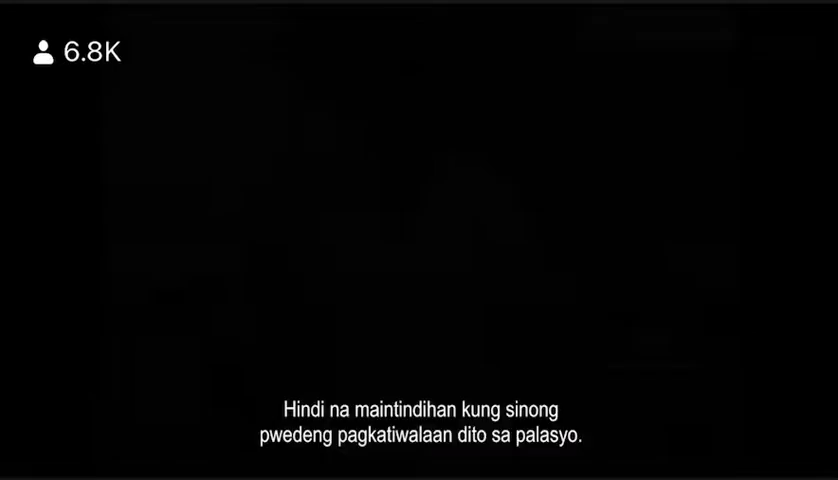 6.8K
Hindi na maintindihan kung sinong
pwedeng pagkatiwalaan dito sa palasyo.